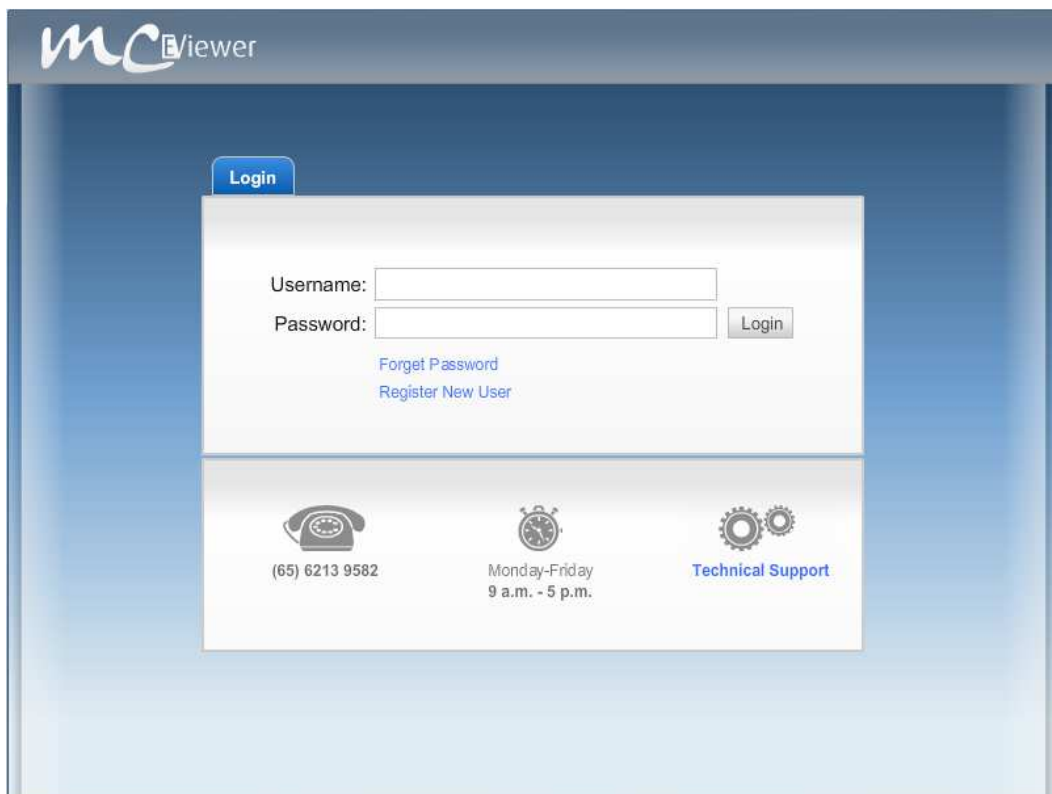 MCEViewer
Login
Username:
Password:
Login
Forget Password
Register New User
(65) 6213 9582
Monday-Friday
9 a.m. - 5 p.m.
Technical Support